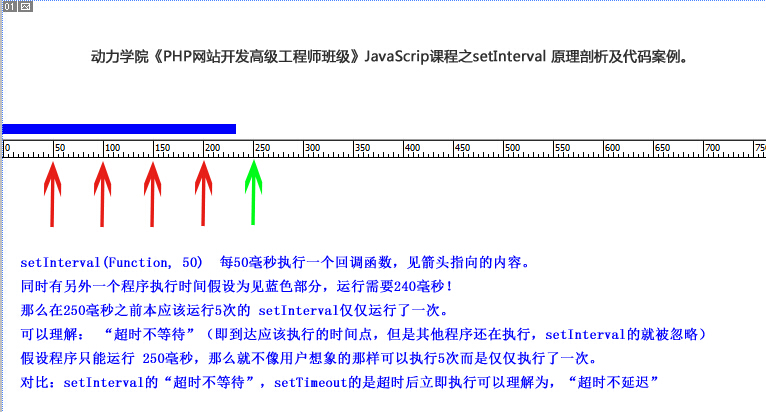 01
动力学院《PHP网站开发高级工程师班级》JavaScrip课程之setInterval 原理剖析及代码案例。
0 50 100 150 200 250 300 350 400 450 500 550 600 650 700 750
setInterval(Function, 50) 每50毫秒执行一个回调函数，见箭头指向的内容。
同时有另外一个程序执行时间假设为见蓝色部分，运行需要240毫秒！
那么在250毫秒之前本应该运行5次的 setInterval仅仅运行了一次。
可以理解： “超时不等待”（即到达应该执行的时间点，但是其他程序还在执行，setInterval的就被忽略）
假设程序只能运行 250毫秒，那么就不像用户想象的那样可以执行5次而是仅仅执行了一次。
对比：setInterval的“超时不等待”，setTimeout的是超时后立即执行可以理解为，“超时不延迟”